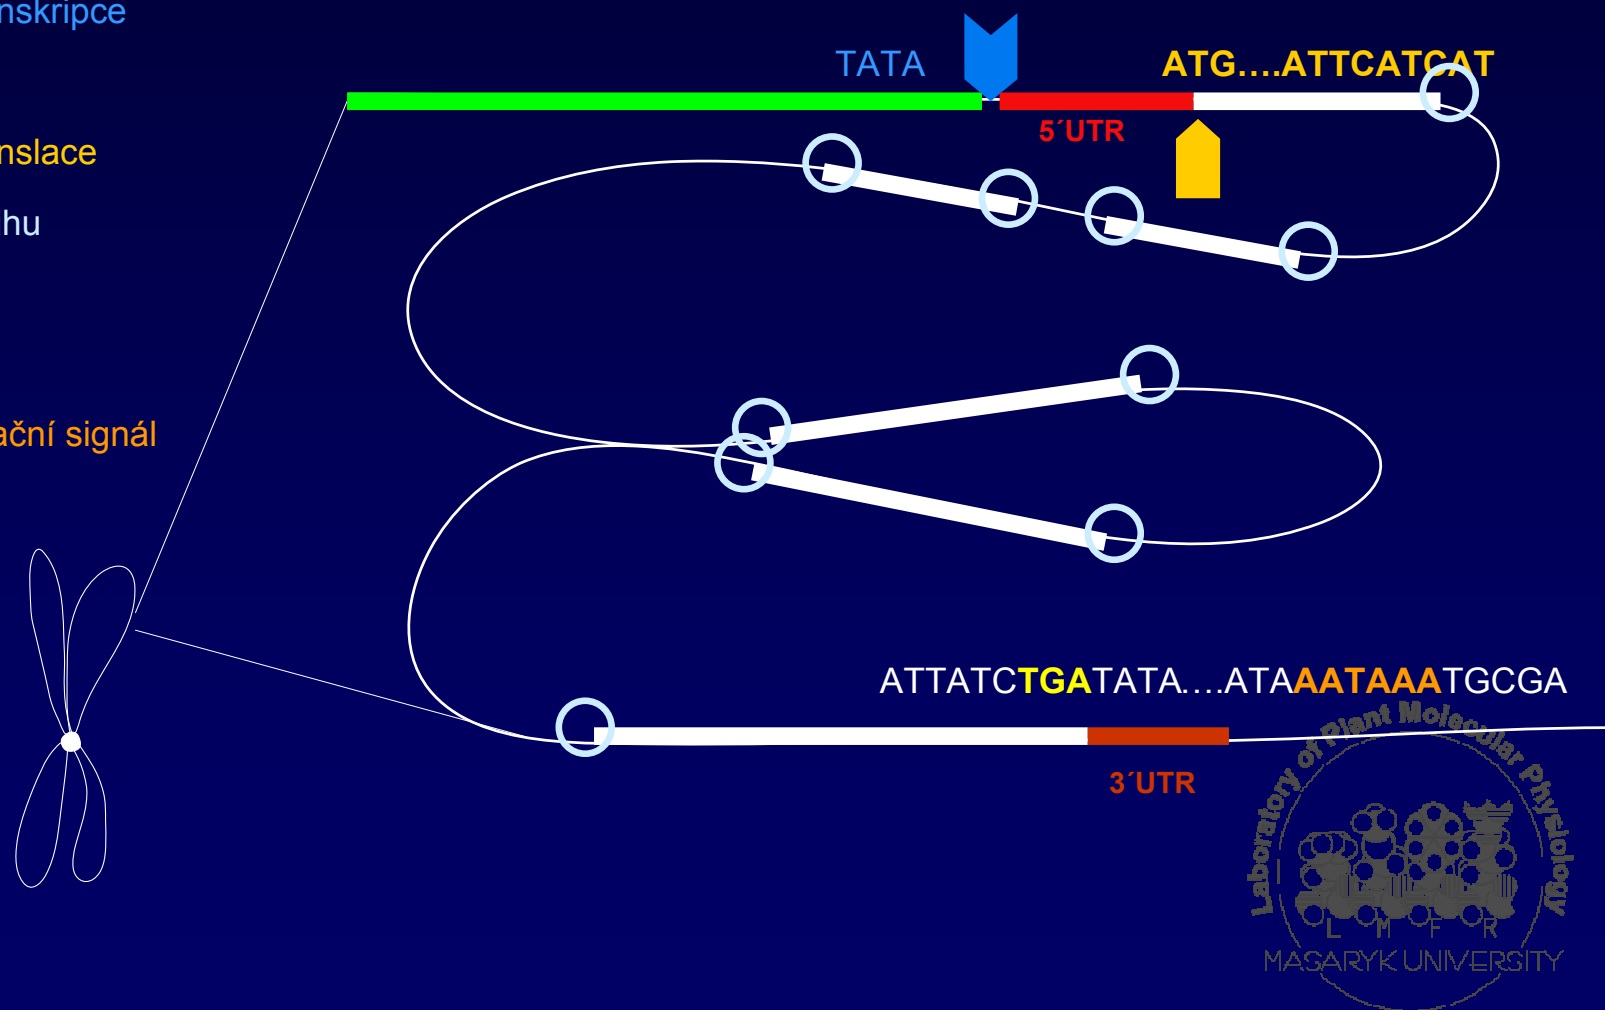 nskripce
TATA
ATG....ATTCATCAT
5´UTR
nslace
hu
ační signál
ATTATCTGATATA....ATAAATAAATGCGA
3´UTR
Laboratory of Plant Molecular Physiology
L M F R
MASARYK UNIVERSITY